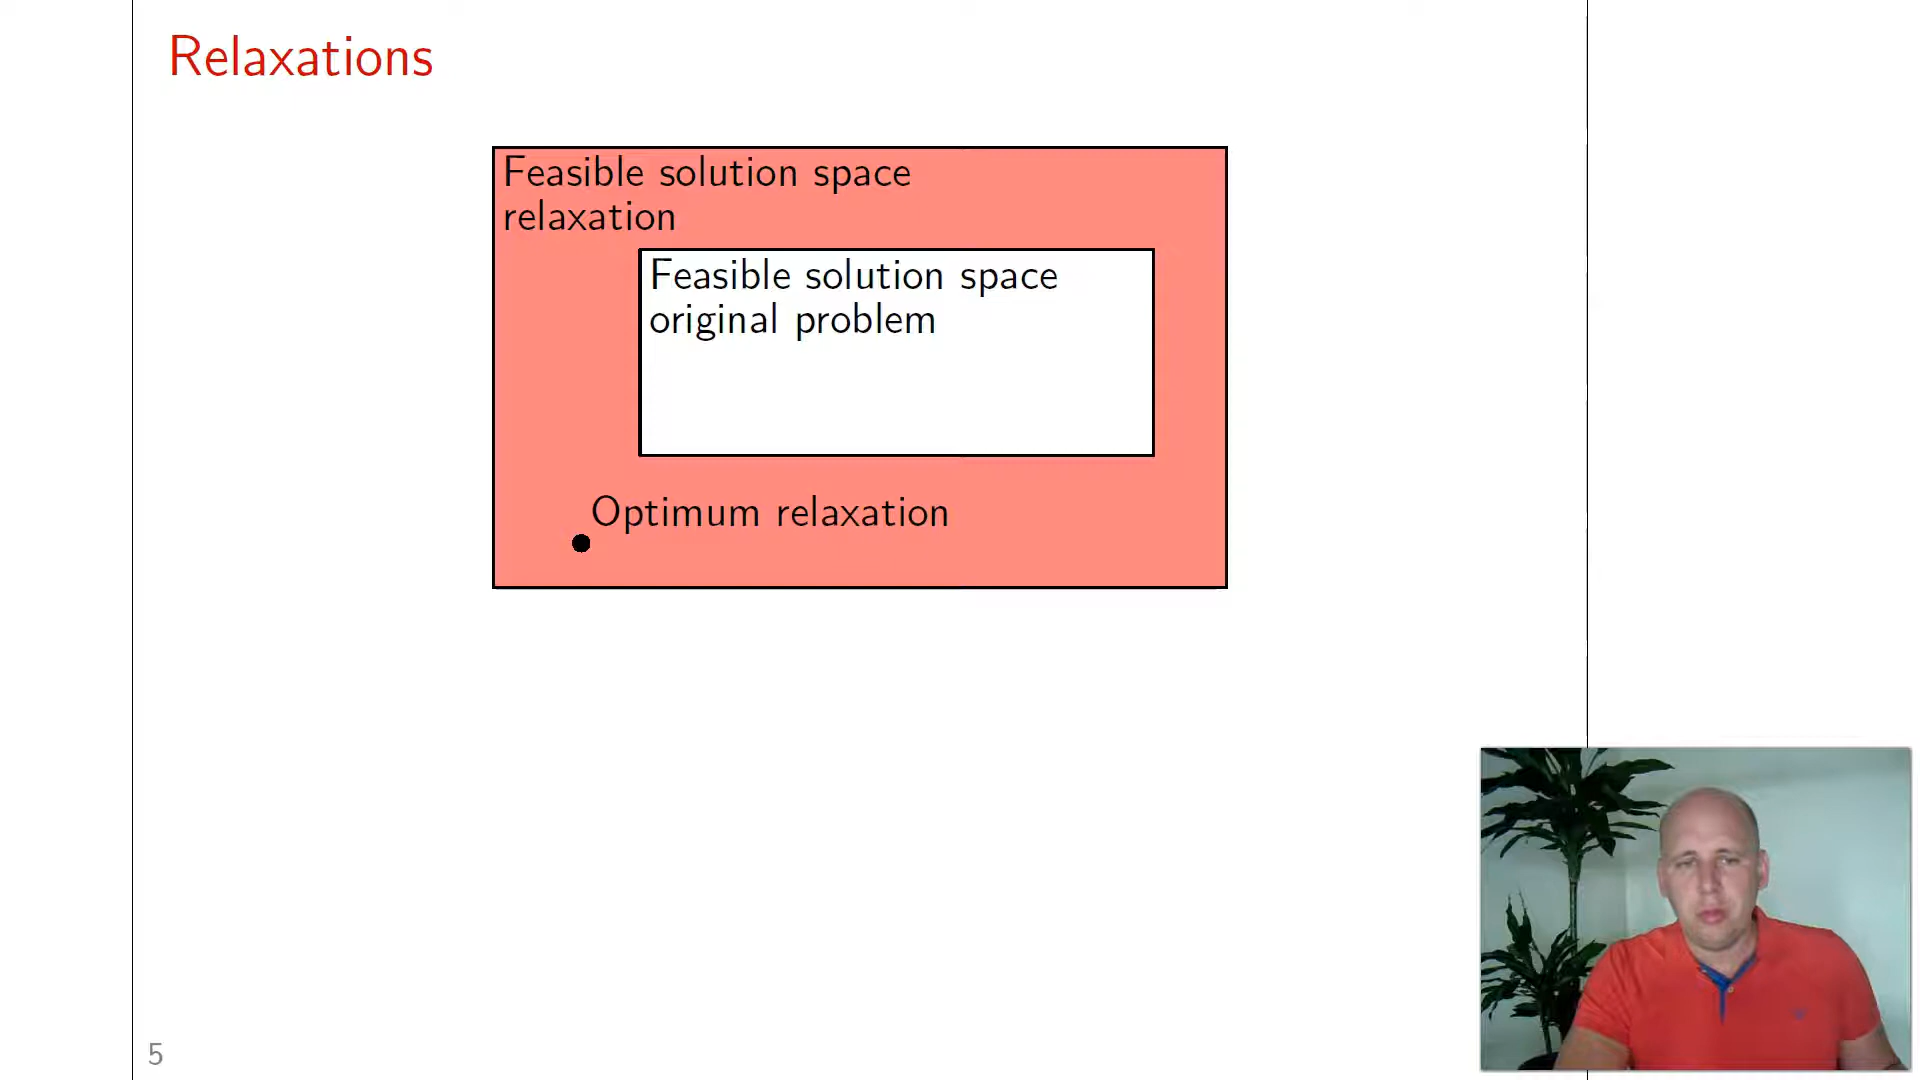 Relaxations
Feasible solution space
relaxation
Feasible solution space
original problem
Optimum relaxation
5